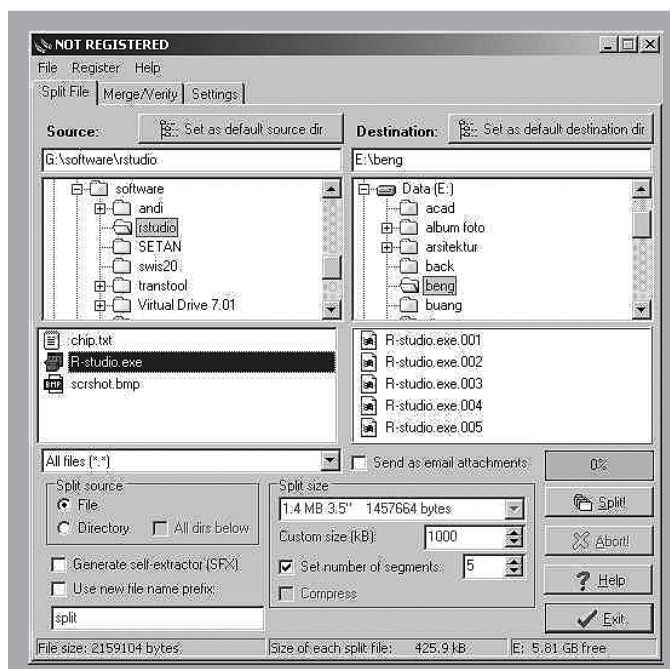 NOT REGISTERED
File Register Help
Split File Merge/Verify Settings
Source: Set as default source dir Destination: Set as default destination dir
G:\software\rstudio E:\beng
software
andi
rstudio
SETAN
swis20
transtool
Virtual Drive 7.01
Data (E:)
acad
album foto
arsitektur
back
beng
buang
chip.txt
R-studio.exe
BMP scrshot.bmp
R-studio.exe.001
R-studio.exe.002
R-studio.exe.003
R-studio.exe.004
R-studio.exe.005
All files (*.*) Send as email attachments 0%
Split source
File
Directory All dirs below
Generate self-extractor (SFX)
Use new file name prefix:
split
Split size
1.4 MB 3.5" 1457664 bytes
Custom size (kB): 1000
Set number of segments: 5
Compress
Split!
Abort!
Help
Exit
File size: 2159104 bytes Size of each split file: 425.9 kB E: 5.81 GB free